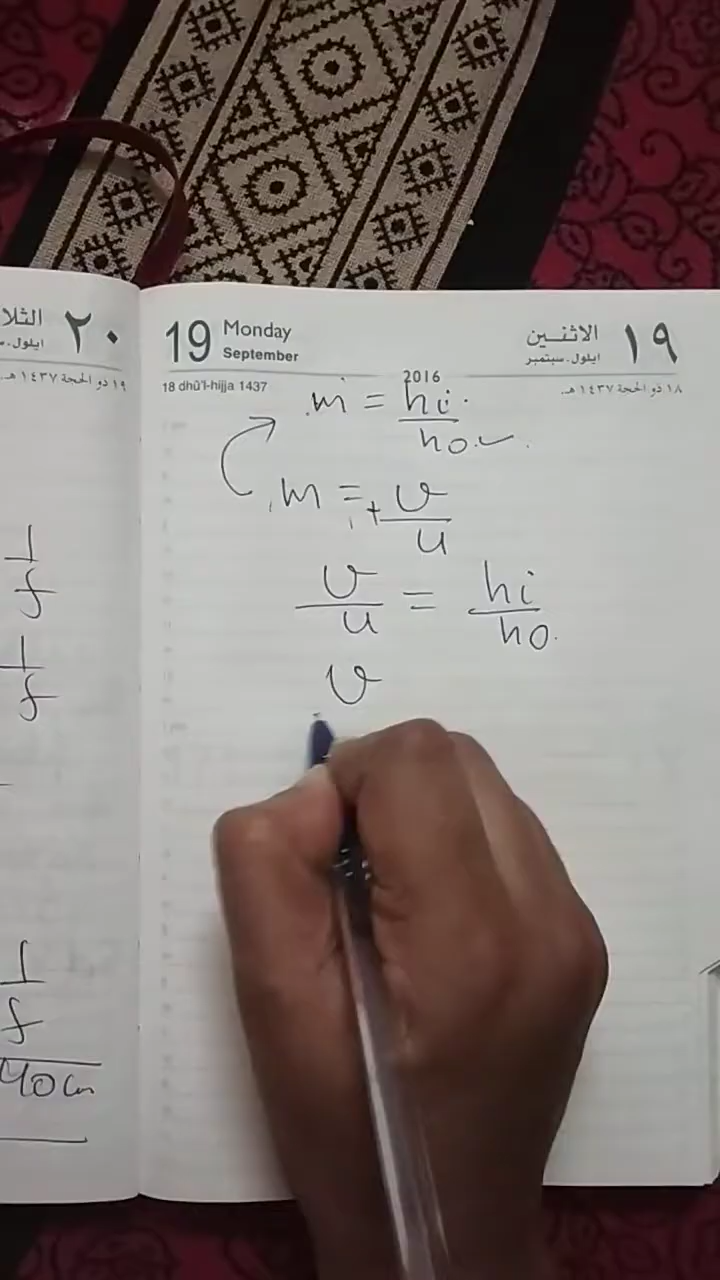 الثلا
٢٠
ايلول.س
١٩ ذو الحجة ١٤٣٧ هـ
1
f
1
f
1
f
40cm
19 Monday
September
18 dhû'l-hijja 1437
2016
الاثنين ١٩
ايلول.سبتمبر
١٨ ذو الحجة ١٤٣٧ هـ
m = hi
ho
m = + v
u
v = hi
u ho
v